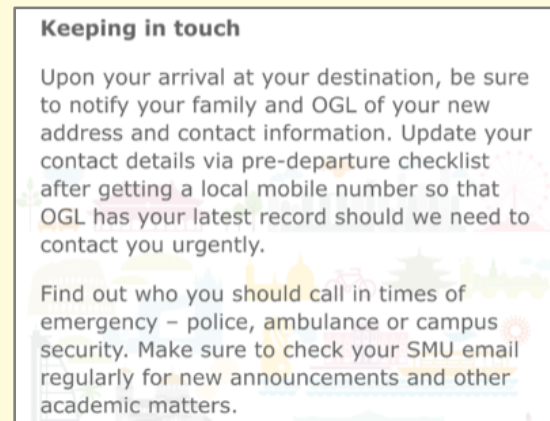 Keeping in touch
Upon your arrival at your destination, be sure
to notify your family and OGL of your new
address and contact information. Update your
contact details via pre-departure checklist
after getting a local mobile number so that
OGL has your latest record should we need to
contact you urgently.
Find out who you should call in times of
emergency – police, ambulance or campus
security. Make sure to check your SMU email
regularly for new announcements and other
academic matters.